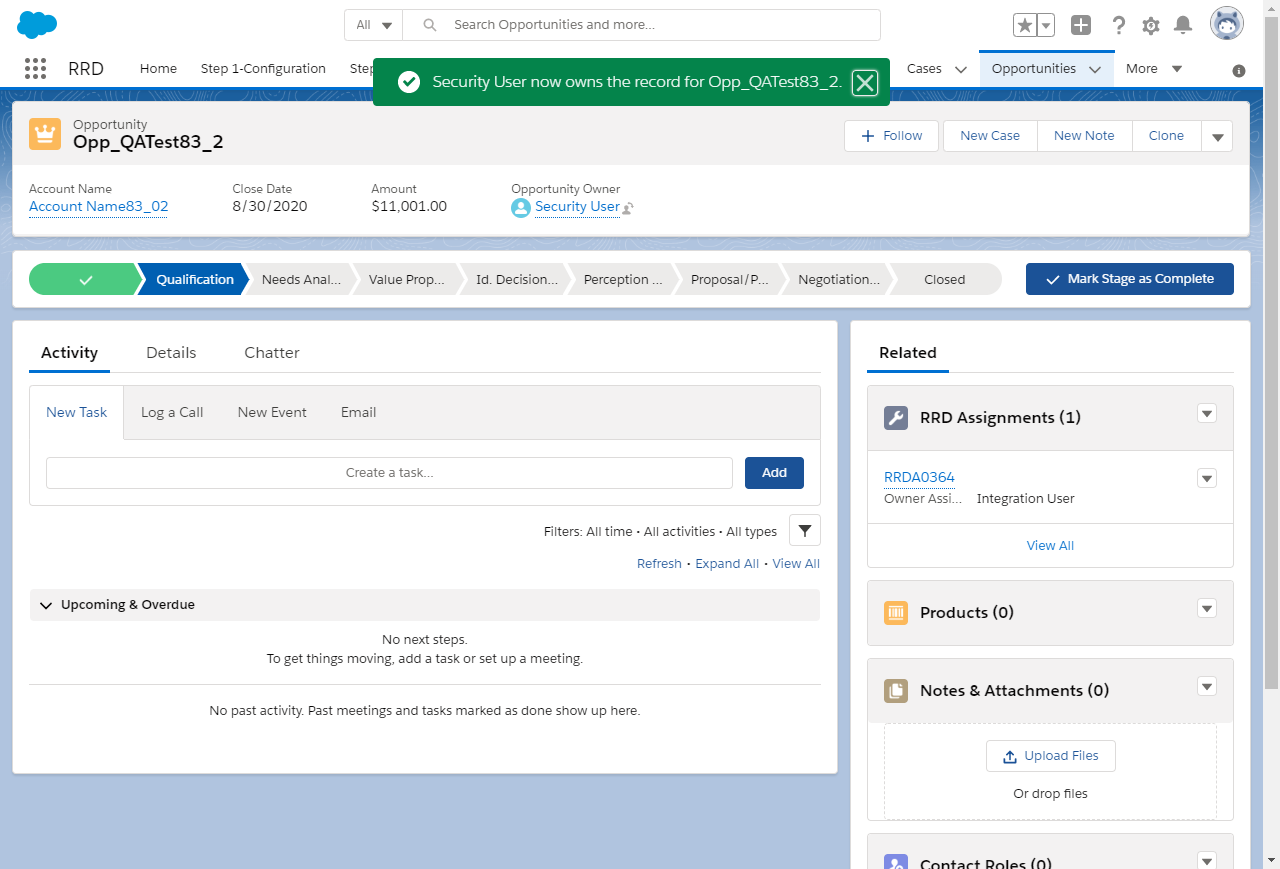 All
Search Opportunities and more...
RRD
Home
Step 1-Configuration
Security User now owns the record for Opp_QATest83_2.
Cases
Opportunities
More
Opportunity
Opp_QATest83_2
Follow
New Case
New Note
Clone
Account Name
Account Name83_02
Close Date
8/30/2020
Amount
$11,001.00
Opportunity Owner
Security User
Qualification
Needs Anal...
Value Prop...
Id. Decision...
Perception ...
Proposal/P...
Negotiation...
Closed
Mark Stage as Complete
Activity
Details
Chatter
New Task
Log a Call
New Event
Email
Create a task...
Add
Filters: All time • All activities • All types
Refresh • Expand All • View All
Upcoming & Overdue
No next steps.
To get things moving, add a task or set up a meeting.
No past activity. Past meetings and tasks marked as done show up here.
Related
RRD Assignments (1)
RRDA0364
Owner Assi...
Integration User
View All
Products (0)
Notes & Attachments (0)
Upload Files
Or drop files
Contact Roles (0)